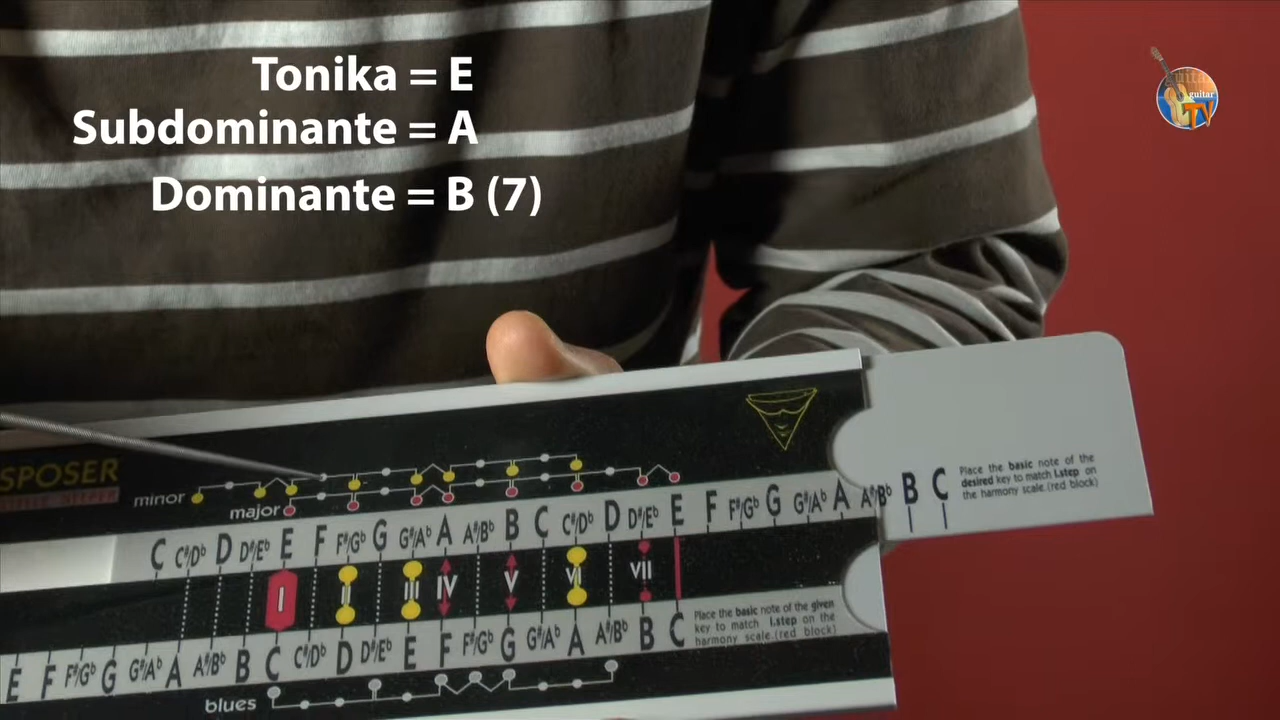 Tonika = E
Subdominante = A
Dominante = B (7)
guitar
TV
SPOSER
minor
major
C C♯/D♭ D D♯/E♭ E F F♯/G♭ G G♯/A♭ A A♯/B♭ B C C♯/D♭ D D♯/E♭ E F F♯/G♭ G G♯/A♭ A A♯/B♭ B C
Place the basic note of the
desired key to match I.step on
the harmony scale.(red block)
I II III IV V VI VII
E F F♯/G♭ G G♯/A♭ A A♯/B♭ B C C♯/D♭ D D♯/E♭ E F F♯/G♭ G G♯/A♭ A A♯/B♭ B C
Place the basic note of the given
key to match I.step on the
harmony scale.(red block)
blues